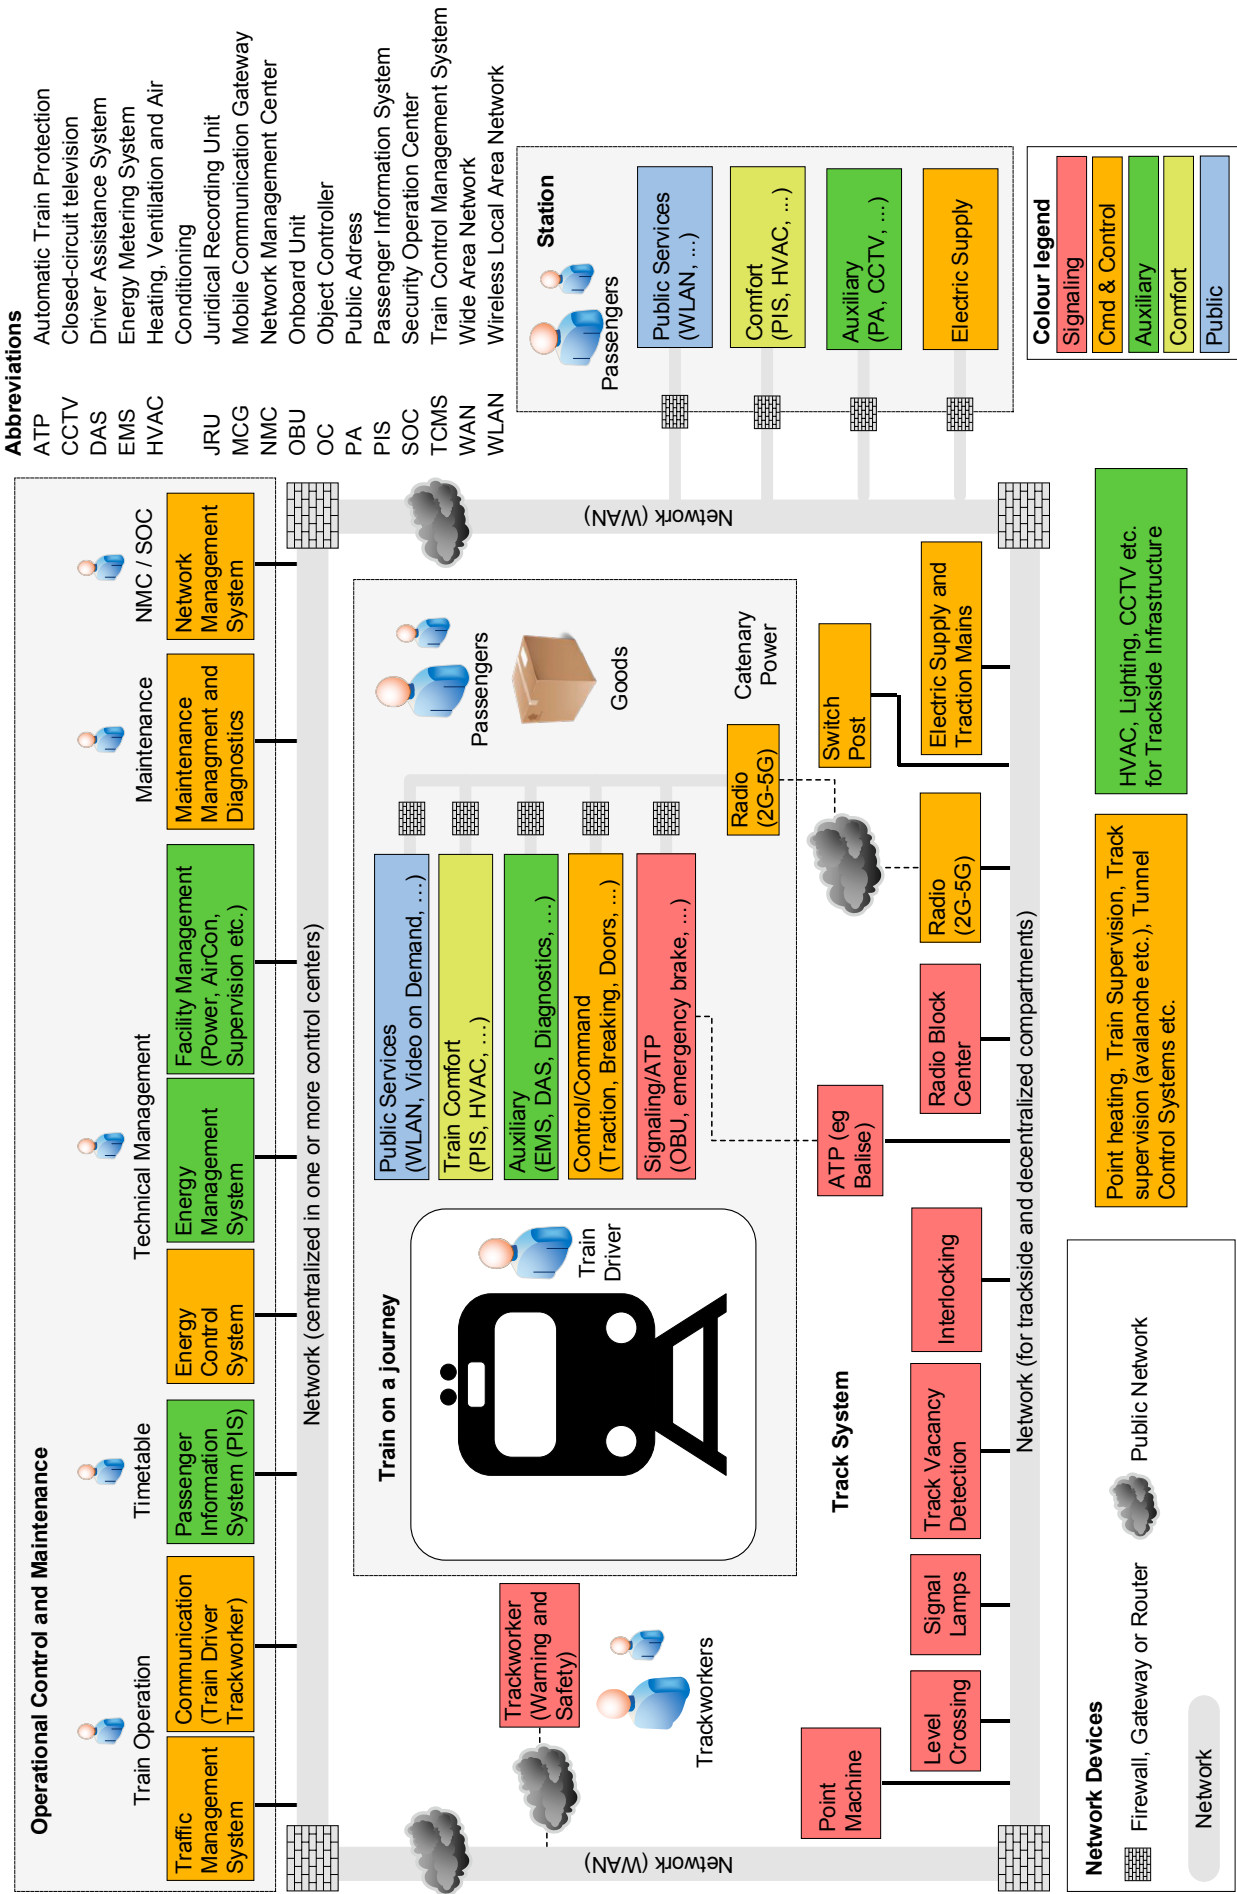 Operational Control and Maintenance
Train Operation
Timetable
Technical Management
Maintenance
NMC / SOC
Traffic
Management
System
Communication
(Train Driver
Trackworker)
Passenger
Information
System (PIS)
Energy
Control
System
Energy
Management
System
Facility Management
(Power, AirCon,
Supervision etc.)
Maintenance
Managment and
Diagnostics
Network
Management
System
Network (centralized in one or more control centers)
Abbreviations
ATP Automatic Train Protection
CCTV Closed-circuit television
DAS Driver Assistance System
EMS Energy Metering System
HVAC Heating, Ventilation and Air
Conditioning
JRU Juridical Recording Unit
MCG Mobile Communication Gateway
NMC Network Management Center
OBU Onboard Unit
OC Object Controller
PA Public Adress
PIS Passenger Information System
SOC Security Operation Center
TCMS Train Control Management System
WAN Wide Area Network
WLAN Wireless Local Area Network
Network (WAN)
Trackworker
(Warning and
Safety)
Trackworkers
Train on a journey
Train
Driver
Public Services
(WLAN, Video on Demand, …)
Train Comfort
(PIS, HVAC, …)
Auxiliary
(EMS, DAS, Diagnostics, …)
Control/Command
(Traction, Breaking, Doors, …)
Signaling/ATP
(OBU, emergency brake, …)
Passengers
Goods
Radio
(2G-5G)
Catenary
Power
Network (WAN)
Station
Passengers
Public Services
(WLAN, …)
Comfort
(PIS, HVAC, ...)
Auxiliary
(PA, CCTV, …)
Electric Supply
Track System
Point
Machine
Level
Crossing
Signal
Lamps
Track Vacancy
Detection
Interlocking
ATP (eg
Balise)
Radio Block
Center
Radio
(2G-5G)
Switch
Post
Electric Supply and
Traction Mains
Network (for trackside and decentralized compartments)
Network Devices
Firewall, Gateway or Router
Public Network
Network
Point heating, Train Supervision, Track
supervision (avalanche etc.), Tunnel
Control Systems etc.
HVAC, Lighting, CCTV etc.
for Trackside Infrastructure
Colour legend
Signaling
Cmd & Control
Auxiliary
Comfort
Public